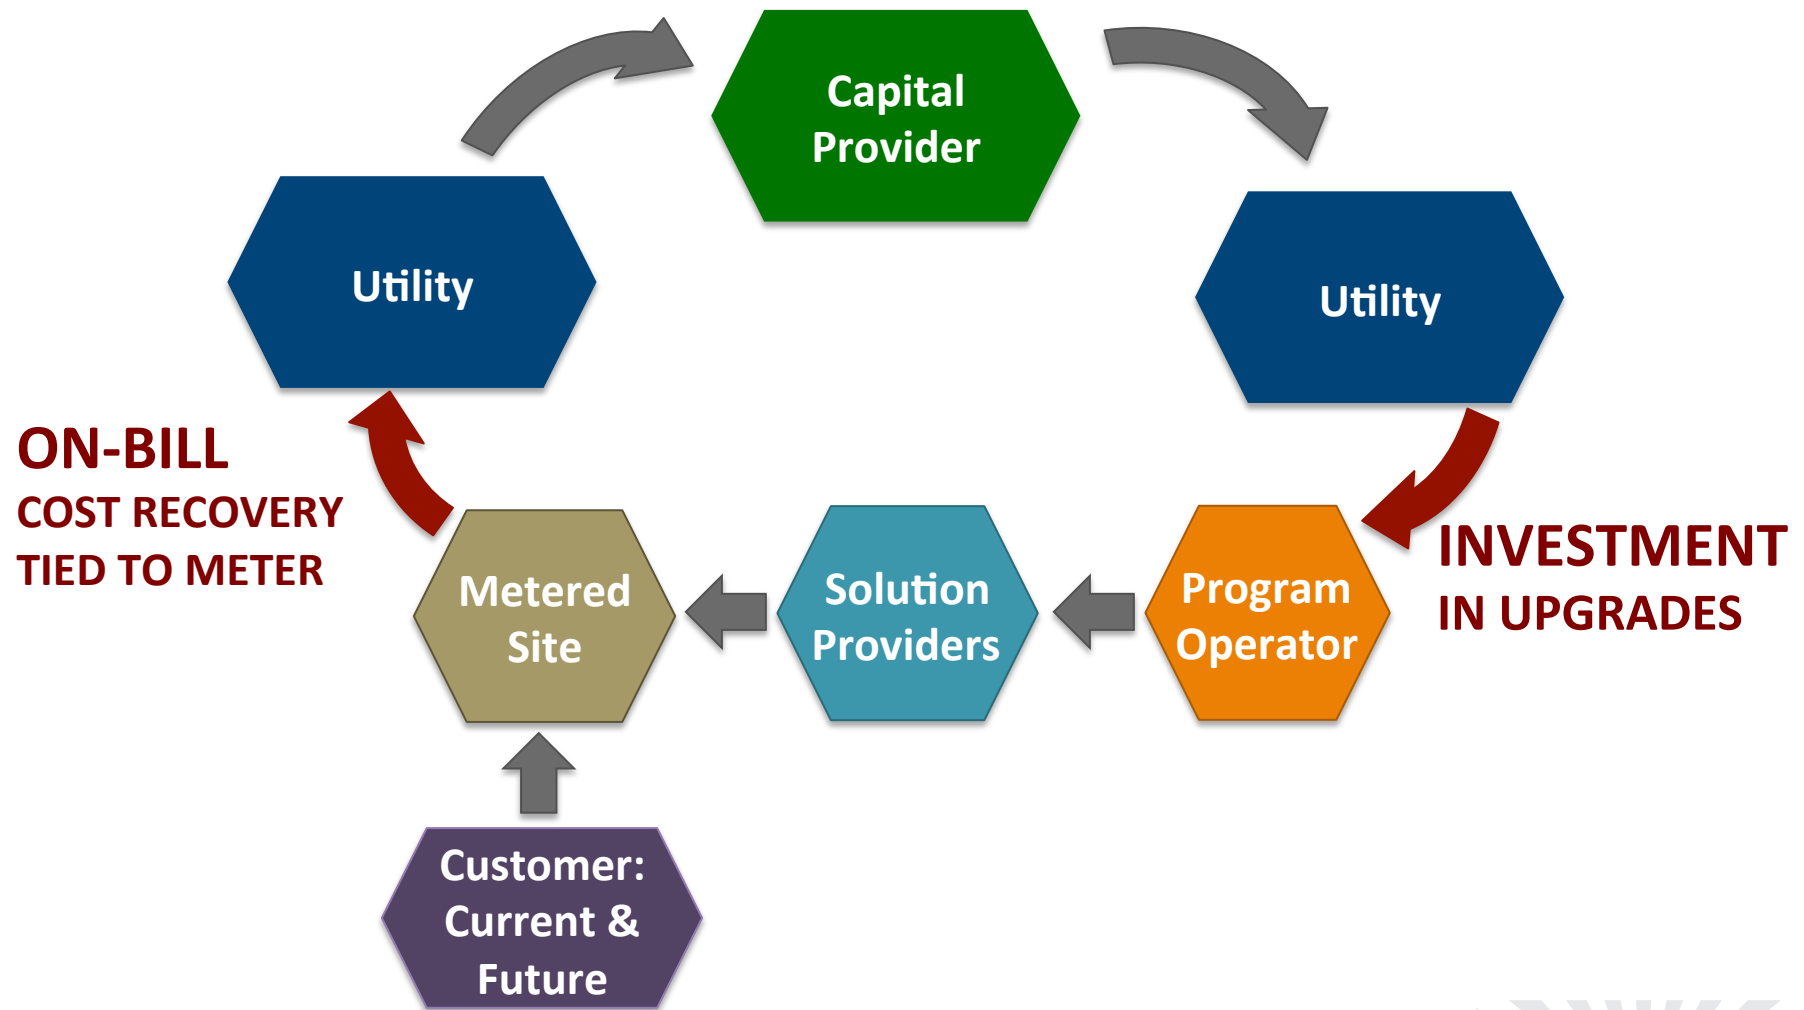 Capital
Provider
Utility
Utility
ON-BILL
COST RECOVERY
TIED TO METER
INVESTMENT
IN UPGRADES
Metered
Site
Solution
Providers
Program
Operator
Customer:
Current &
Future